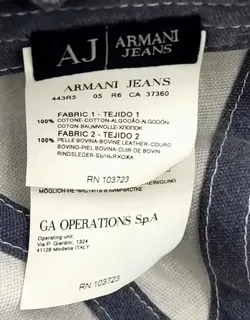 AJ | ARMANI JEANS
ARMANI JEANS
443R5 05 R6 CA 37360
FABRIC 1 - TEJIDO 1
100% COTONE-COTTON-ALGODÃO-ALGODÓN
COTON-BAUMWOLLE-ХЛОПОК
FABRIC 2 - TEJIDO 2
100% PELLE BOVINA-BOVINE LEATHER-COURO
BOVINO-PIEL BOVINA-CUIR DE BOVIN
RINDSLEDER-БЫЧЬЯ КОЖА
RN 103723
REINIGUNG
GA OPERATIONS S.p.A
Operating unit:
Via P. Giardini, 1324
41126 Modena ITALY
RN 103723